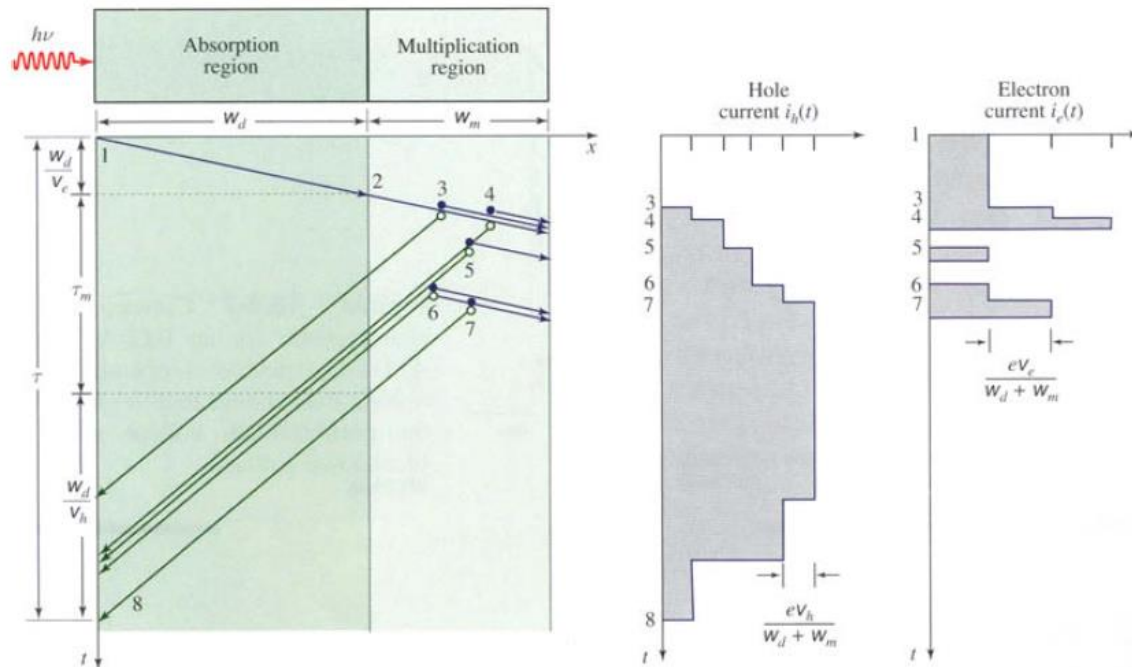 hν
Absorption
region
Multiplication
region
w_d
w_m
x
w_d
v_e
τ_m
τ
w_d
v_h
t
1
2
3
4
5
6
7
8
Hole
current i_h(t)
3
4
5
6
7
8
t
ev_h
w_d + w_m
Electron
current i_e(t)
1
3
4
5
6
7
ev_e
w_d + w_m
t